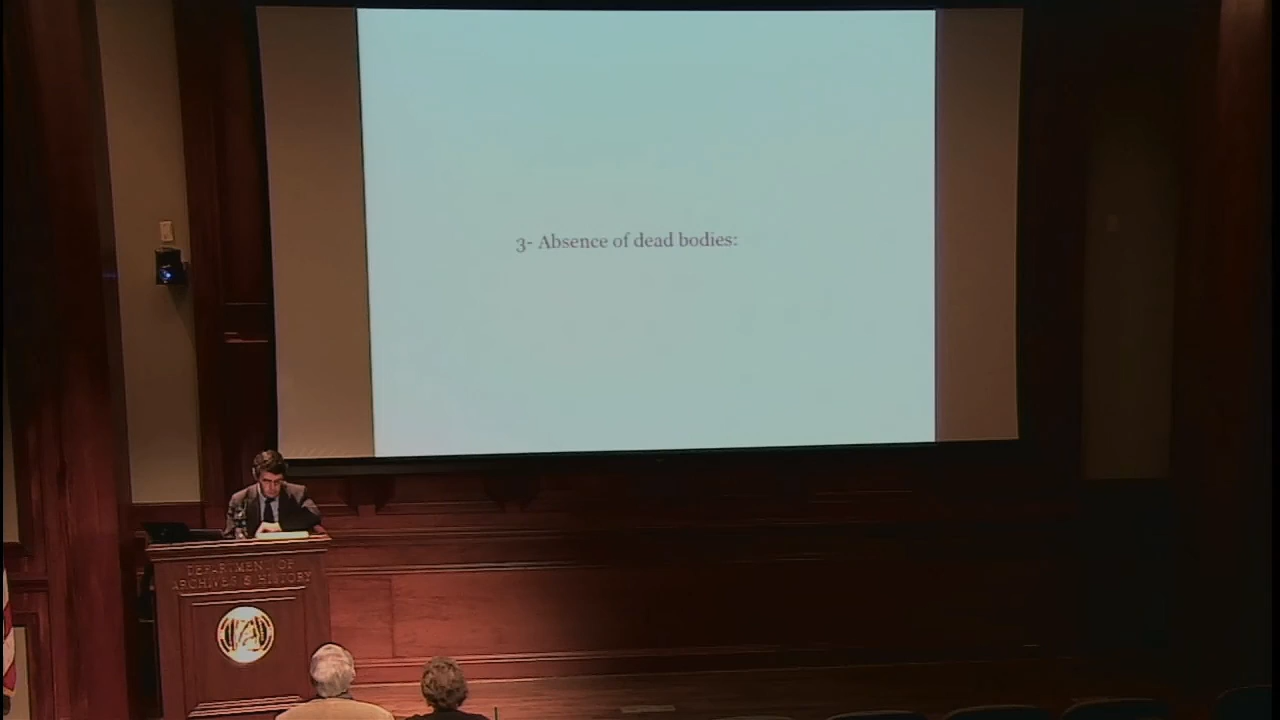 3- Absence of dead bodies:
DEPARTMENT OF
ARCHIVES & HISTORY